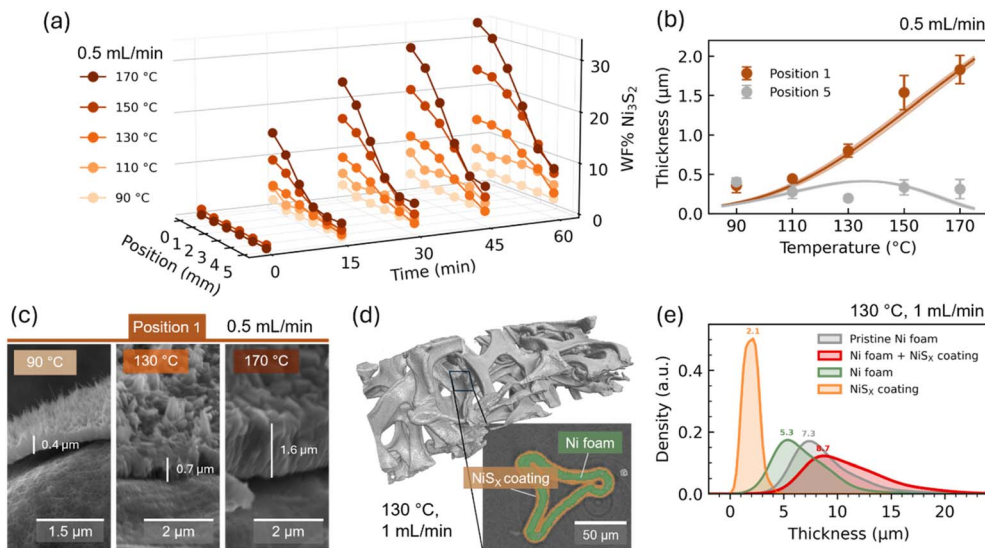 (a)
0.5 mL/min
170 °C
150 °C
130 °C
110 °C
90 °C
Position (mm)
0 1 2 3 4 5
0 15 30 45 60
Time (min)
0
10
20
30
WF% Ni₃S₂
(b)
0.5 mL/min
Position 1
Position 5
Thickness (µm)
2.0
1.5
1.0
0.5
0.0
90 110 130 150 170
Temperature (°C)
(c)
Position 1
0.5 mL/min
90 °C
130 °C
170 °C
0.4 µm
0.7 µm
1.6 µm
1.5 µm
2 µm
2 µm
(d)
Ni foam
NiSₓ coating
50 µm
130 °C,
1 mL/min
(e)
130 °C, 1 mL/min
Pristine Ni foam
Ni foam + NiSₓ coating
Ni foam
NiSₓ coating
2.1
5.3
7.3
8.7
Density (a.u.)
0.4
0.2
0.0
0 5 10 15 20
Thickness (µm)